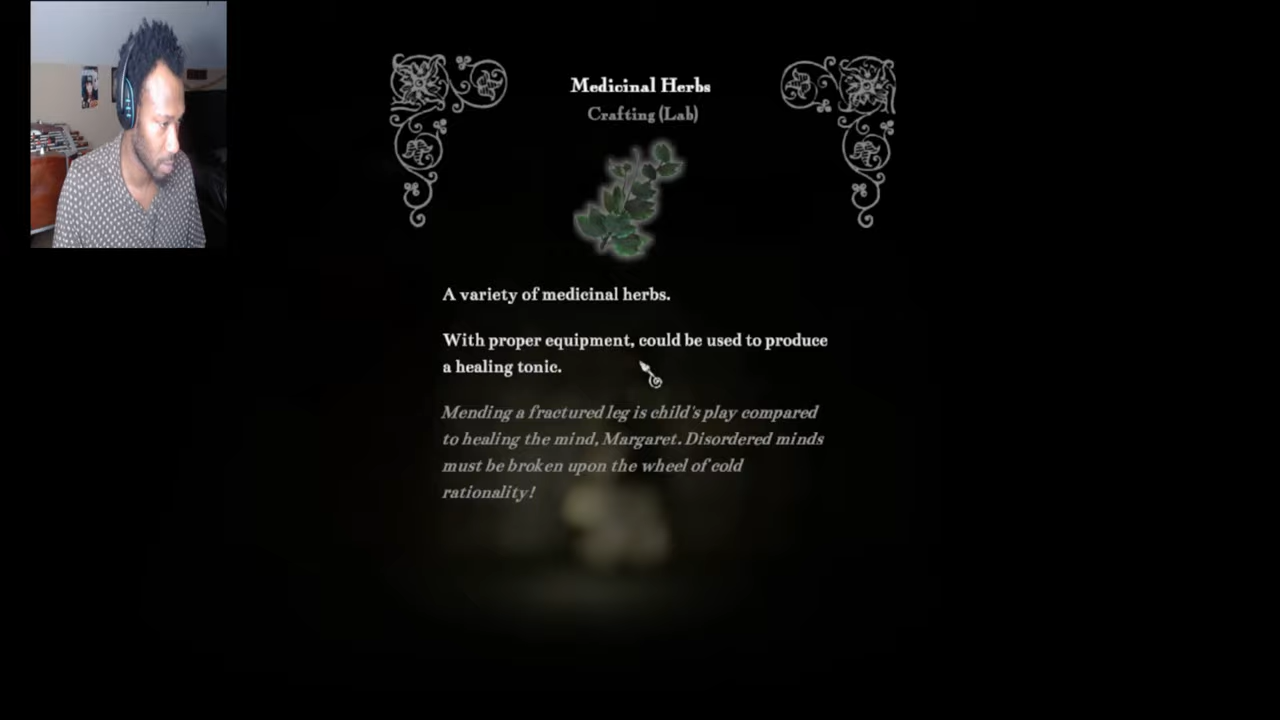 Medicinal Herbs
Crafting (Lab)
A variety of medicinal herbs.
With proper equipment, could be used to produce
a healing tonic.
Mending a fractured leg is child's play compared
to healing the mind, Margaret. Disordered minds
must be broken upon the wheel of cold
rationality!